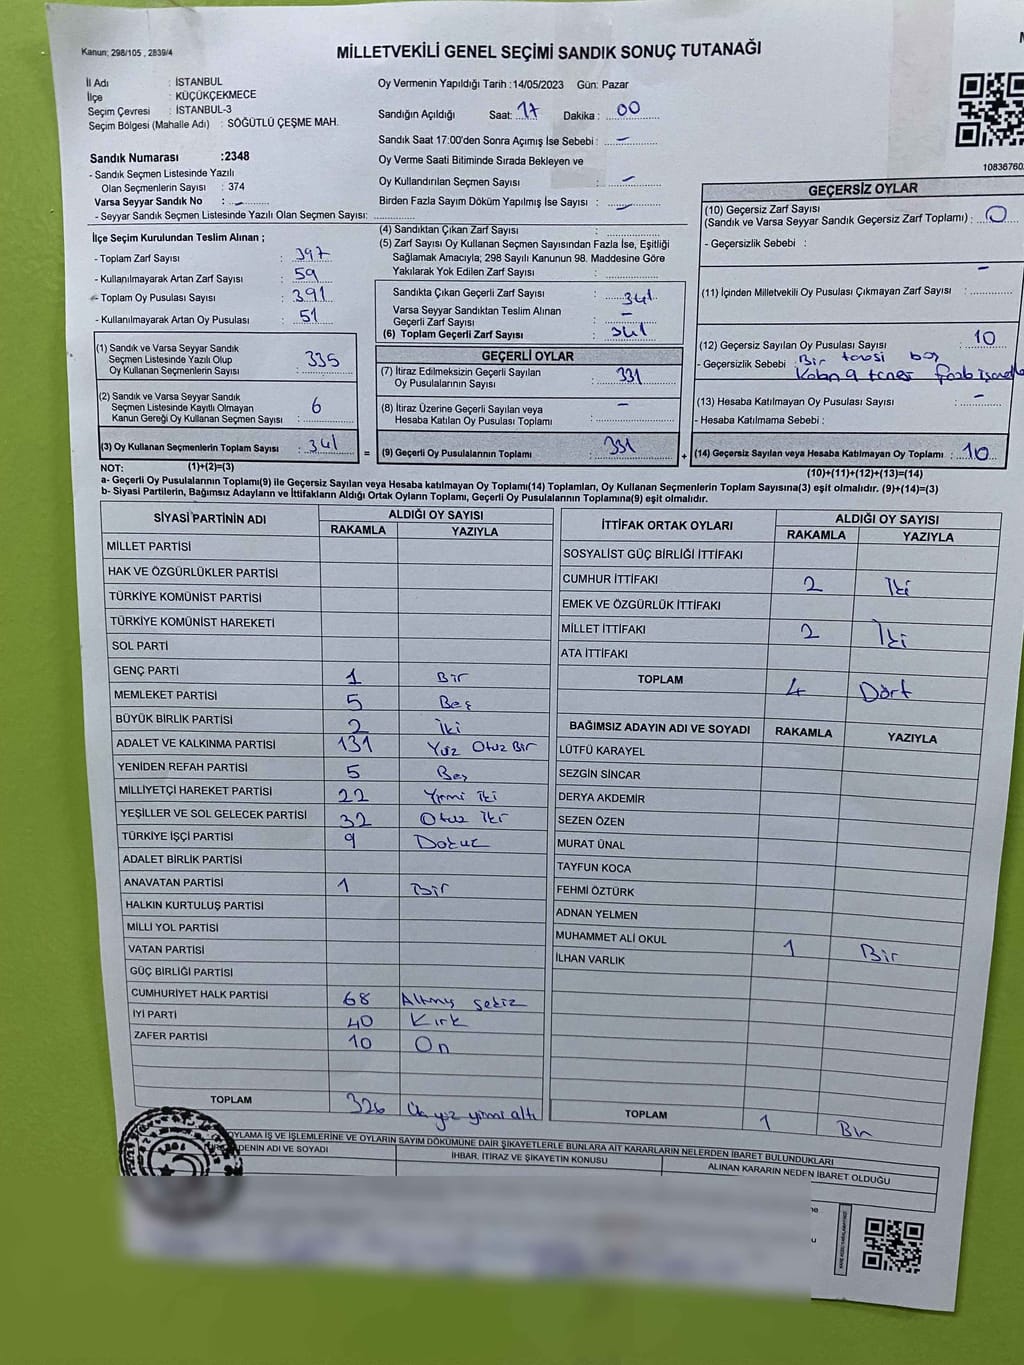 Kanun; 298/105 , 2839/4
MİLLETVEKİLİ GENEL SEÇİMİ SANDIK SONUÇ TUTANAĞI
İl Adı : İSTANBUL
İlçe : KÜÇÜKÇEKMECE
Seçim Çevresi : İSTANBUL-3
Seçim Bölgesi (Mahalle Adı) : SÖĞÜTLÜ ÇEŞME MAH.
Sandık Numarası :2348
- Sandık Seçmen Listesinde Yazılı
Olan Seçmenlerin Sayısı : 374
Varsa Seyyar Sandık No : -
- Seyyar Sandık Seçmen Listesinde Yazılı Olan Seçmen Sayısı:
Oy Vermenin Yapıldığı Tarih :14/05/2023 Gün: Pazar
Sandığın Açıldığı Saat: 17 Dakika : 00
Sandık Saat 17:00'den Sonra Açımış İse Sebebi : -
Oy Verme Saati Bitiminde Sırada Bekleyen ve
Oy Kullandırılan Seçmen Sayısı : -
Birden Fazla Sayım Döküm Yapılmış İse Sayısı : -
10836760
İlçe Seçim Kurulundan Teslim Alınan ;
- Toplam Zarf Sayısı : 397
- Kullanılmayarak Artan Zarf Sayısı : 59
- Toplam Oy Pusulası Sayısı : 391
- Kullanılmayarak Artan Oy Pusulası : 51
(4) Sandıktan Çıkan Zarf Sayısı :
(5) Zarf Sayısı Oy Kullanan Seçmen Sayısından Fazla İse, Eşitliği
Sağlamak Amacıyla; 298 Sayılı Kanunun 98. Maddesine Göre
Yakılarak Yok Edilen Zarf Sayısı :
Sandıkta Çıkan Geçerli Zarf Sayısı : 341
Varsa Seyyar Sandıktan Teslim Alınan
Geçerli Zarf Sayısı : -
(6) Toplam Geçerli Zarf Sayısı : 341
GEÇERSİZ OYLAR
(10) Geçersiz Zarf Sayısı
(Sandık ve Varsa Seyyar Sandık Geçersiz Zarf Toplamı) : 0
- Geçersizlik Sebebi :
-
(11) İçinden Milletvekili Oy Pusulası Çıkmayan Zarf Sayısı :
(12) Geçersiz Sayılan Oy Pusulası Sayısı : 10
- Geçersizlik Sebebi : Bir tanesi boş
Kalan 9 tanesi fazla
(13) Hesaba Katılmayan Oy Pusulası Sayısı : -
- Hesaba Katılmama Sebebi :
(14) Geçersiz Sayılan veya Hesaba Katılmayan Oy Toplamı : 10
(10)+(11)+(12)+(13)=(14)
(1) Sandık ve Varsa Seyyar Sandık
Seçmen Listesinde Yazılı Olup
Oy Kullanan Seçmenlerin Sayısı : 335
(2) Sandık ve Varsa Seyyar Sandık
Seçmen Listesinde Kayıtlı Olmayan
Kanun Gereği Oy Kullanan Seçmen Sayısı : 6
(3) Oy Kullanan Seçmenlerin Toplam Sayısı : 341
=
GEÇERLİ OYLAR
(7) İtiraz Edilmeksizin Geçerli Sayılan
Oy Pusulalarının Sayısı : 331
(8) İtiraz Üzerine Geçerli Sayılan veya
Hesaba Katılan Oy Pusulası Toplamı : -
(9) Geçerli Oy Pusulalarının Toplamı : 331
+
NOT: (1)+(2)=(3)
a- Geçerli Oy Pusulalarının Toplamı(9) ile Geçersiz Sayılan veya Hesaba katılmayan Oy Toplamı(14) Toplamları, Oy Kullanan Seçmenlerin Toplam Sayısına(3) eşit olmalıdır. (9)+(14)=(3)
b- Siyasi Partilerin, Bağımsız Adayların ve İttifakların Aldığı Ortak Oyların Toplamı, Geçerli Oy Pusulalarının Toplamına(9) eşit olmalıdır.
SİYASİ PARTİNİN ADI ALDIĞI OY SAYISI
RAKAMLA YAZIYLA
MİLLET PARTİSİ
HAK VE ÖZGÜRLÜKLER PARTİSİ
TÜRKİYE KOMÜNİST PARTİSİ
TÜRKİYE KOMÜNİST HAREKETİ
SOL PARTİ
GENÇ PARTİ 1 Bir
MEMLEKET PARTİSİ 5 Beş
BÜYÜK BİRLİK PARTİSİ 2 İki
ADALET VE KALKINMA PARTİSİ 131 Yüz Otuz Bir
YENİDEN REFAH PARTİSİ 5 Beş
MİLLİYETÇİ HAREKET PARTİSİ 22 Yirmi iki
YEŞİLLER VE SOL GELECEK PARTİSİ 32 Otuz İki
TÜRKİYE İŞÇİ PARTİSİ 9 Dokuz
ADALET BİRLİK PARTİSİ
ANAVATAN PARTİSİ 1 Bir
HALKIN KURTULUŞ PARTİSİ
MİLLİ YOL PARTİSİ
VATAN PARTİSİ
GÜÇ BİRLİĞİ PARTİSİ
CUMHURİYET HALK PARTİSİ 68 Altmış sekiz
İYİ PARTİ 40 Kırk
ZAFER PARTİSİ 10 On
TOPLAM 326 Üç yüz yirmi altı
İTTİFAK ORTAK OYLARI ALDIĞI OY SAYISI
RAKAMLA YAZIYLA
SOSYALİST GÜÇ BİRLİĞİ İTTİFAKI
CUMHUR İTTİFAKI 2 İki
EMEK VE ÖZGÜRLÜK İTTİFAKI
MİLLET İTTİFAKI 2 İki
ATA İTTİFAKI
TOPLAM 4 Dört
BAĞIMSIZ ADAYIN ADI VE SOYADI RAKAMLA YAZIYLA
LÜTFÜ KARAYEL
SEZGİN SİNCAR
DERYA AKDEMİR
SEZEN ÖZEN
MURAT ÜNAL
TAYFUN KOCA
FEHMİ ÖZTÜRK
ADNAN YELMEN
MUHAMMET ALİ OKUL 1 Bir
İLHAN VARLIK
TOPLAM 1 Bir
OYLAMA İŞ VE İŞLEMLERİNE VE OYLARIN SAYIM DÖKÜMÜNE DAİR ŞİKAYETLERLE BUNLARA AİT KARARLARIN NELERDEN İBARET BULUNDUKLARI
DENİN ADI VE SOYADI İHBAR, İTİRAZ VE ŞİKAYETİN KONUSU ALINAN KARARIN NEDEN İBARET OLDUĞU